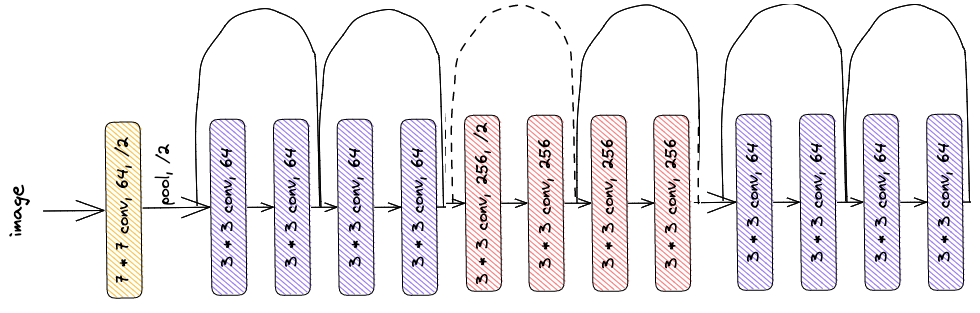 image
7 * 7 conv, 64, /2
pool, /2
3 * 3 conv, 64
3 * 3 conv, 64
3 * 3 conv, 64
3 * 3 conv, 64
3 * 3 conv, 256, /2
3 * 3 conv, 256
3 * 3 conv, 256
3 * 3 conv, 256
3 * 3 conv, 64
3 * 3 conv, 64
3 * 3 conv, 64
3 * 3 conv, 64